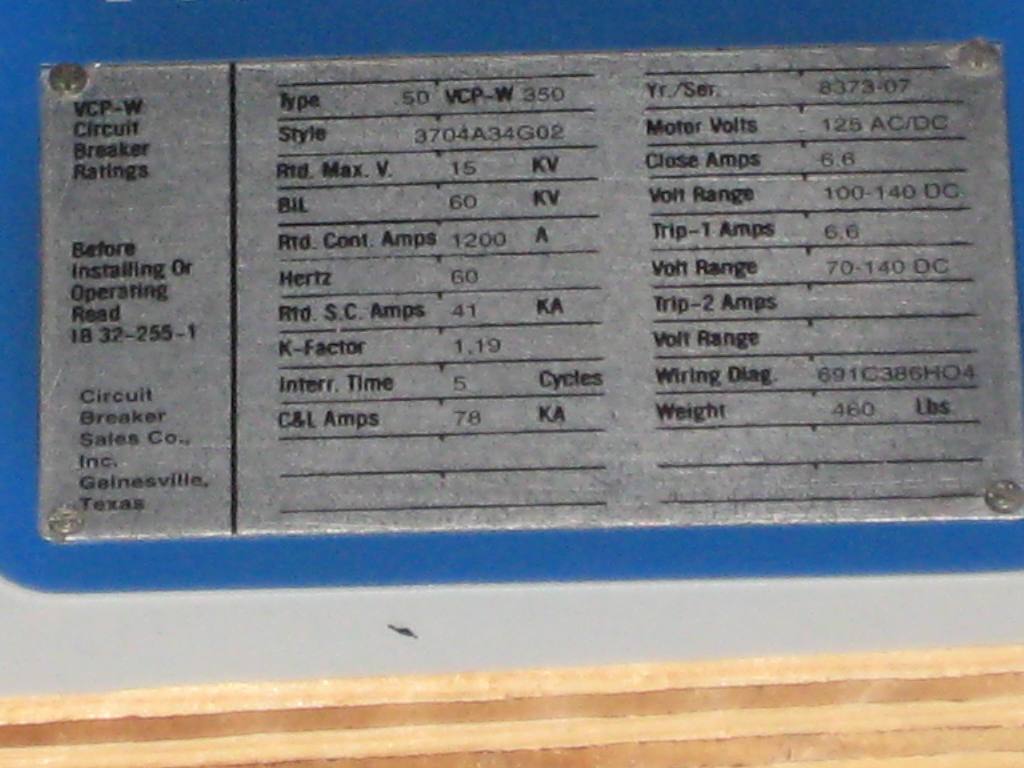 VCP-W
Circuit
Breaker
Ratings
Before
Installing Or
Operating
Read
IB 32-255-1
Circuit
Breaker
Sales Co.,
Inc.
Gainesville,
Texas
Type 50 VCP-W 350
Style 3704A34G02
Rtd. Max. V. 15 KV
BIL 60 KV
Rtd. Cont. Amps 1200 A
Hertz 60
Rtd. S.C. Amps 41 KA
K-Factor 1.19
Interr. Time 5 Cycles
C&L Amps 78 KA
Yr./Ser. 8373-07
Motor Volts 125 AC/DC
Close Amps 6.6
Volt Range 100-140 DC
Trip-1 Amps 6.6
Volt Range 70-140 DC
Trip-2 Amps
Volt Range
Wiring Diag. 691C386HO4
Weight 460 Lbs